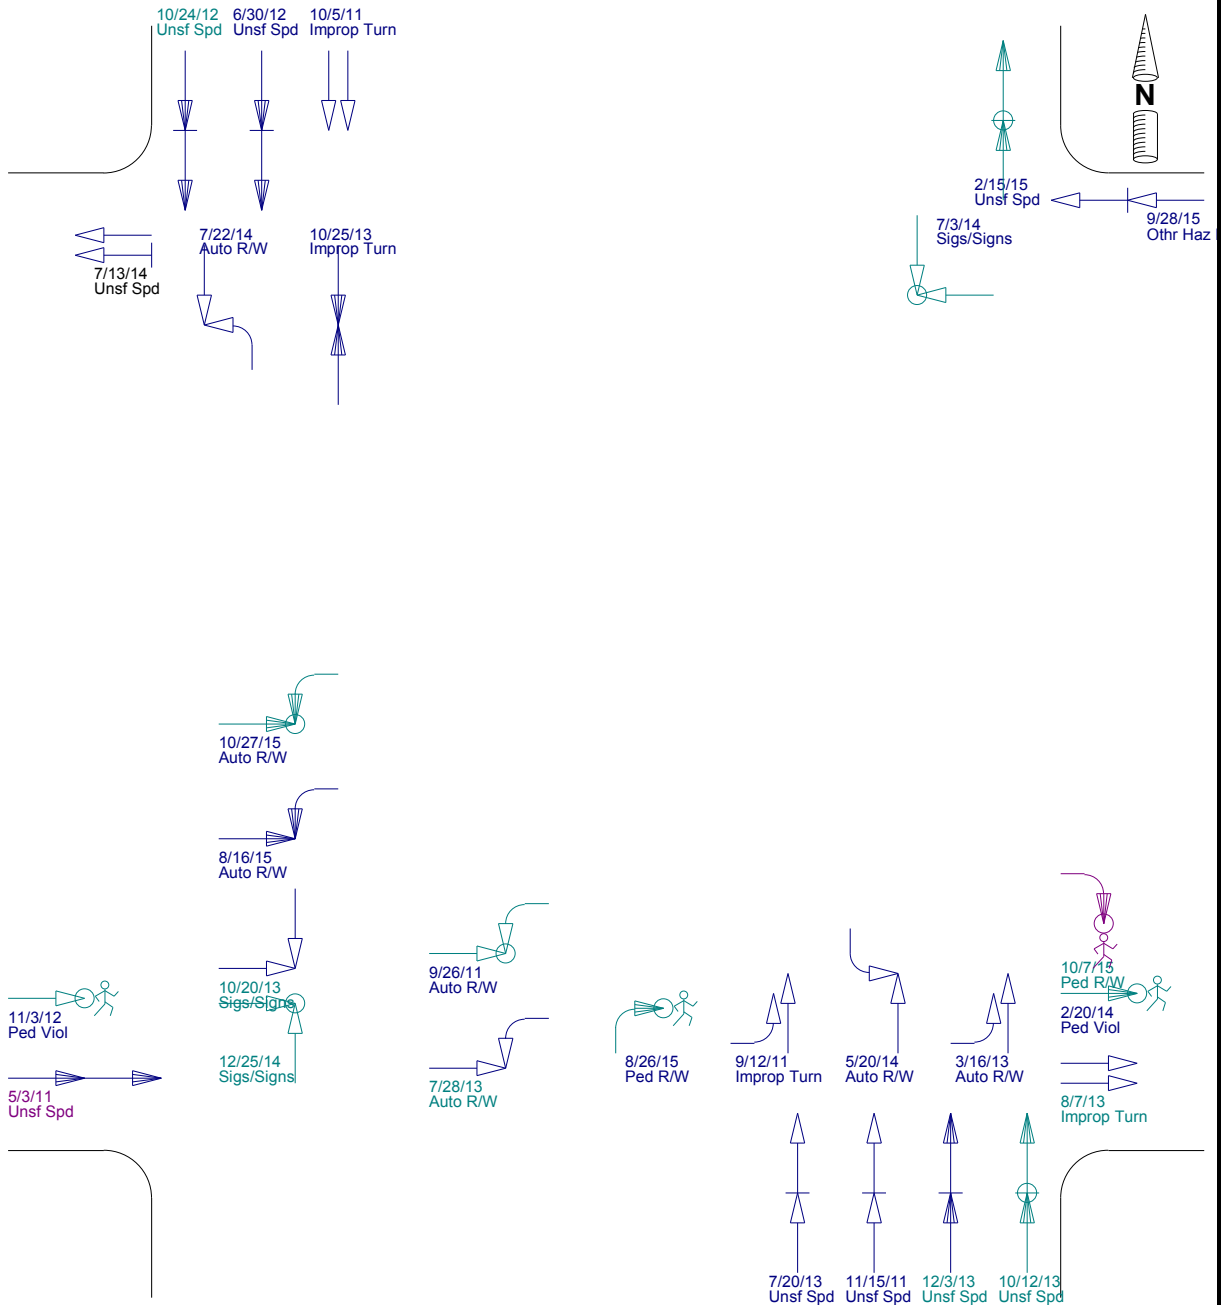 10/24/12
Unsf Spd
6/30/12
Unsf Spd
10/5/11
Improp Turn
N
2/15/15
Unsf Spd
9/28/15
Othr Haz
7/3/14
Sigs/Signs
7/22/14
Auto R/W
10/25/13
Improp Turn
7/13/14
Unsf Spd
10/27/15
Auto R/W
8/16/15
Auto R/W
10/20/13
Sigs/Signs
9/26/11
Auto R/W
10/7/15
Ped R/W
11/3/12
Ped Viol
2/20/14
Ped Viol
12/25/14
Sigs/Signs
8/26/15
Ped R/W
9/12/11
Improp Turn
5/20/14
Auto R/W
3/16/13
Auto R/W
5/3/11
Unsf Spd
7/28/13
Auto R/W
8/7/13
Improp Turn
7/20/13
Unsf Spd
11/15/11
Unsf Spd
12/3/13
Unsf Spd
10/12/13
Unsf Spd